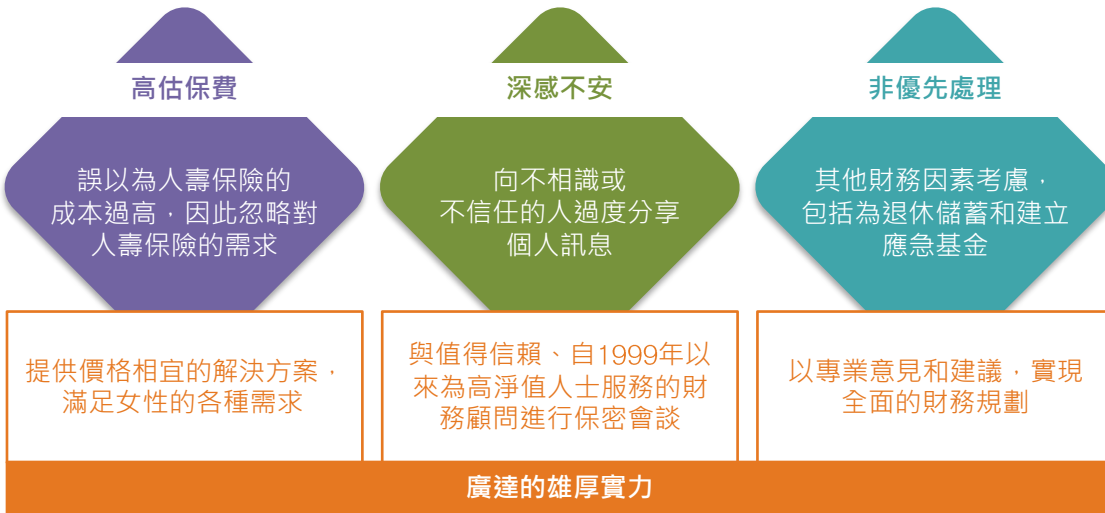 高估保費
誤以為人壽保險的
成本過高，因此忽略對
人壽保險的需求
提供價格相宜的解決方案，
滿足女性的各種需求
深感不安
向不相識或
不信任的人過度分享
個人訊息
與值得信賴、自1999年以
來為高淨值人士服務的財
務顧問進行保密會談
非優先處理
其他財務因素考慮，
包括為退休儲蓄和建立
應急基金
以專業意見和建議，實現
全面的財務規劃
廣達的雄厚實力